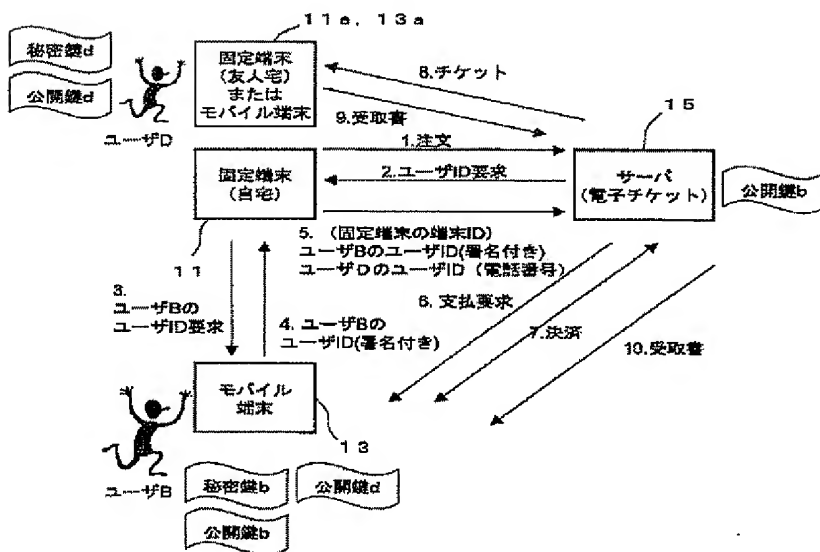 11a, 13a
秘密鍵d
公開鍵d
ユーザD
固定端末
(友人宅)
または
モバイル端末
8.チケット
9.受取書
15
1.注文
固定端末
(自宅)
2.ユーザID要求
サーバ
(電子チケット)
公開鍵b
11
5. (固定端末の端末ID)
ユーザBのユーザID(署名付き)
ユーザDのユーザID(電話番号)
3.
ユーザBの
ユーザID要求
4. ユーザBの
ユーザID(署名付き)
6. 支払要求
7.決済
10.受取書
モバイル
端末
13
ユーザB
秘密鍵b
公開鍵d
公開鍵b